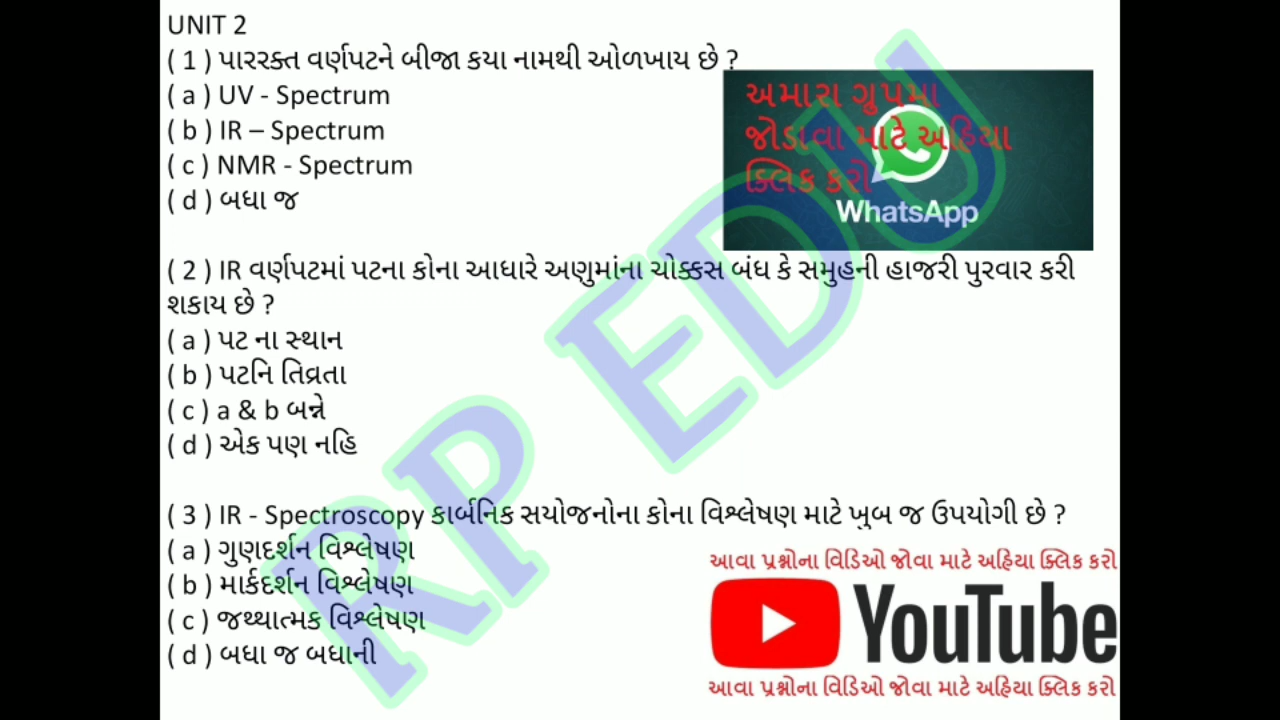 UNIT 2
( 1 ) પારરક્ત વર્ણપટને બીજા કયા નામથી ઓળખાય છે ?
( a ) UV - Spectrum
( b ) IR – Spectrum
( c ) NMR - Spectrum
( d ) બધા જ
અમારા ગ્રુપમા
જોડાવા માટે અહિયા
ક્લિક કરો
WhatsApp
( 2 ) IR વર્ણપટમાં પટના કોના આધારે અણુમાંના ચોક્કસ બંધ કે સમુહની હાજરી પુરવાર કરી
શકાય છે ?
( a ) પટ ના સ્થાન
( b ) પટનિ તિવ્રતા
( c ) a & b બન્ને
( d ) એક પણ નહિ
( 3 ) IR - Spectroscopy કાર્બનિક સયોજનોના કોના વિશ્લેષણ માટે ખુબ જ ઉપયોગી છે ?
( a ) ગુણદર્શન વિશ્લેષણ
( b ) માર્કદર્શન વિશ્લેષણ
( c ) જથ્થાત્મક વિશ્લેષણ
( d ) બધા જ બધાની
આવા પ્રશ્નોના વિડિઓ જોવા માટે અહિયા ક્લિક કરો
YouTube
આવા પ્રશ્નોના વિડિઓ જોવા માટે અહિયા ક્લિક કરો
RP EDU